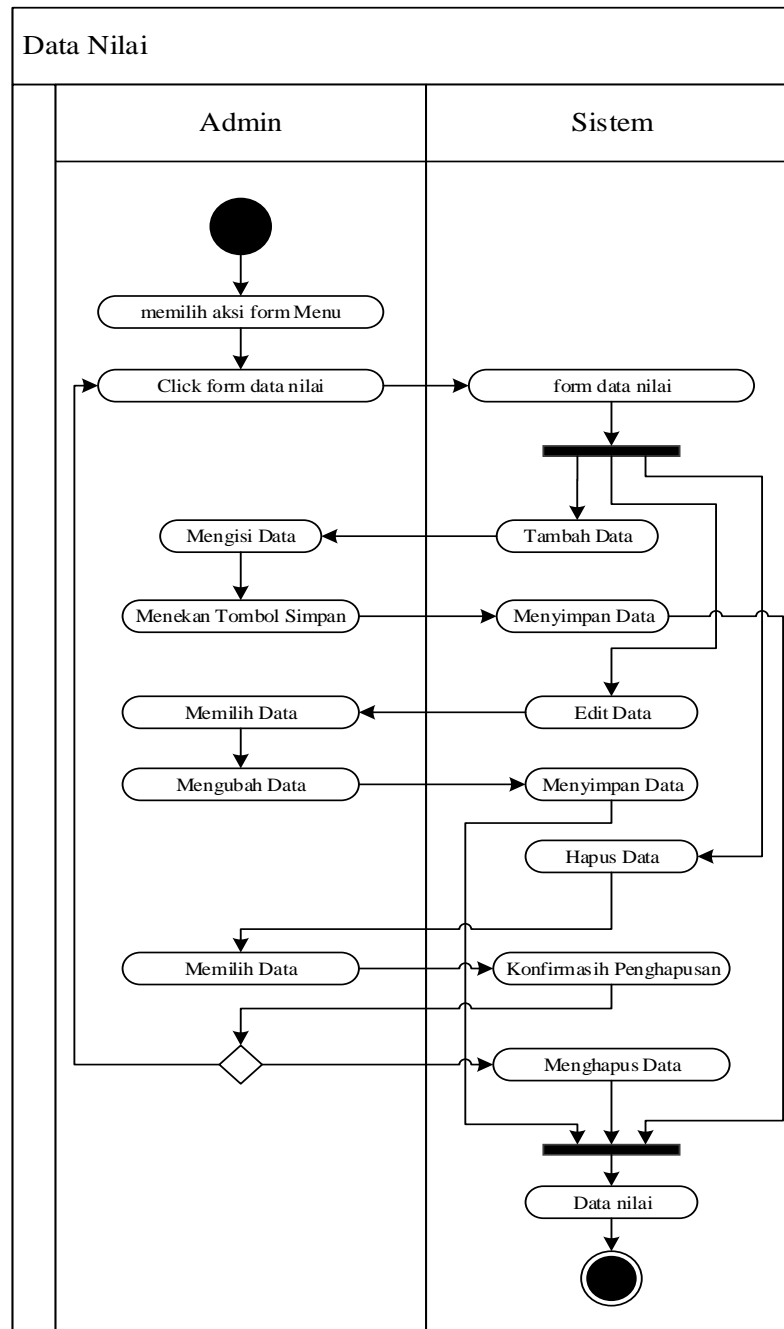 Data Nilai
Admin
Sistem
memilih aksi form Menu
Click form data nilai
form data nilai
Mengisi Data
Tambah Data
Menekan Tombol Simpan
Menyimpan Data
Memilih Data
Edit Data
Mengubah Data
Menyimpan Data
Hapus Data
Memilih Data
Konfirmasih Penghapusan
Menghapus Data
Data nilai